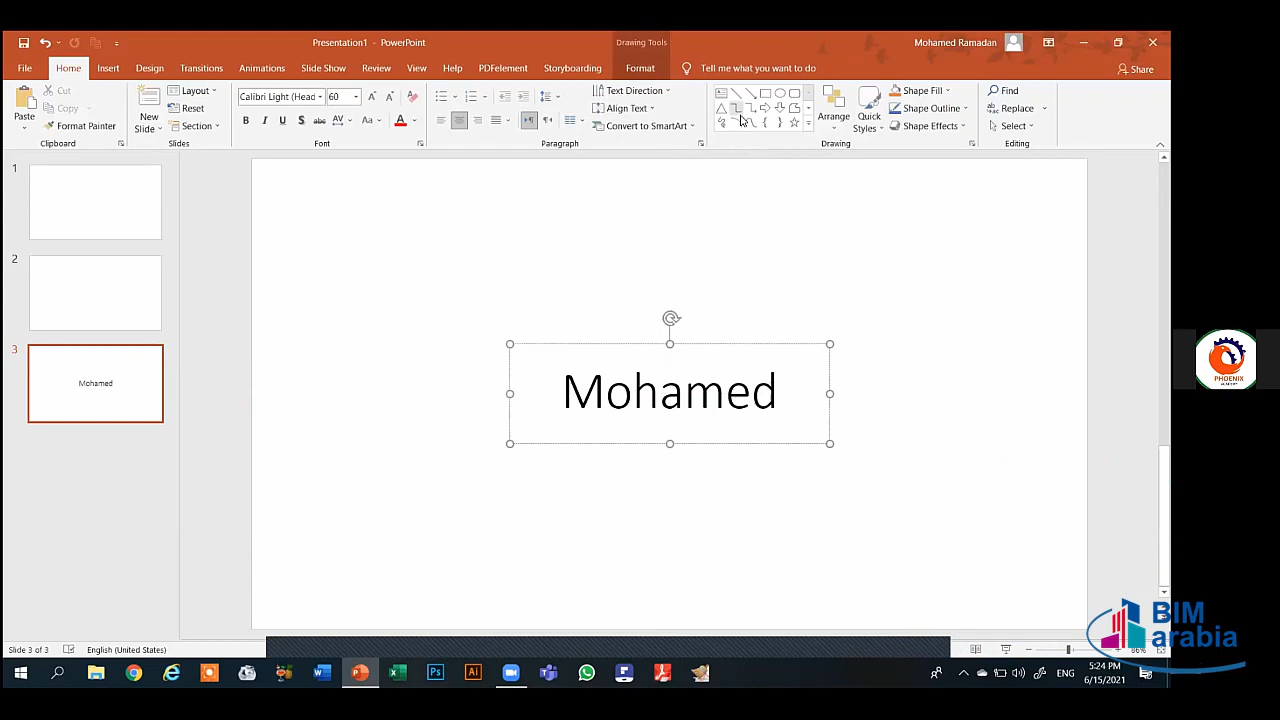 Presentation1 - PowerPoint
Drawing Tools
Mohamed Ramadan
File
Home
Insert
Design
Transitions
Animations
Slide Show
Review
View
Help
PDFelement
Storyboarding
Format
Tell me what you want to do
Share
Paste
Cut
Copy
Format Painter
Clipboard
New
Slide
Layout
Reset
Section
Slides
Calibri Light (Head
60
Font
Text Direction
Align Text
Convert to SmartArt
Paragraph
Arrange
Quick
Styles
Shape Fill
Shape Outline
Shape Effects
Drawing
Find
Replace
Select
Editing
1
2
3
Mohamed
Mohamed
PHOENIX
BIM
arabia
Slide 3 of 3
English (United States)
86%
ENG
5:24 PM
6/15/2021